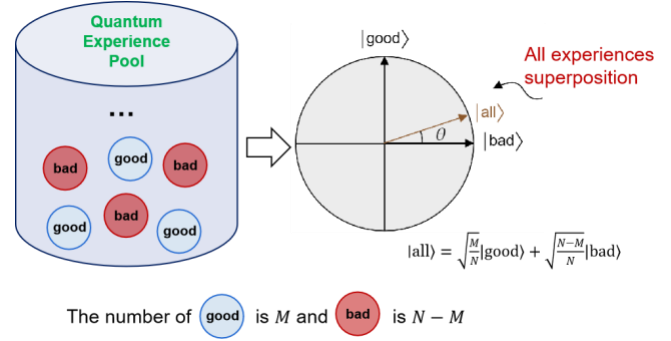 Quantum
Experience
Pool
...
good
bad
bad
bad
good
good
|good⟩
All experiences
superposition
|all⟩
θ
|bad⟩
|all⟩ = √(M/N)|good⟩ + √((N−M)/N)|bad⟩
The number of good is M and bad is N − M